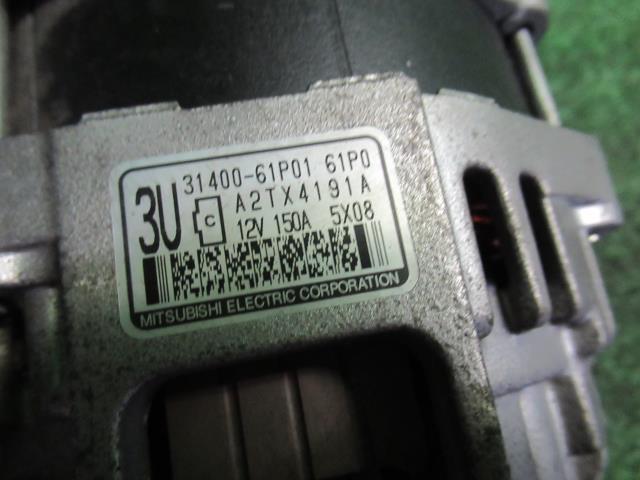 3U
31400-61P01 61P0
C A2TX4191A
12V 150A 5X08
MITSUBISHI ELECTRIC CORPORATION